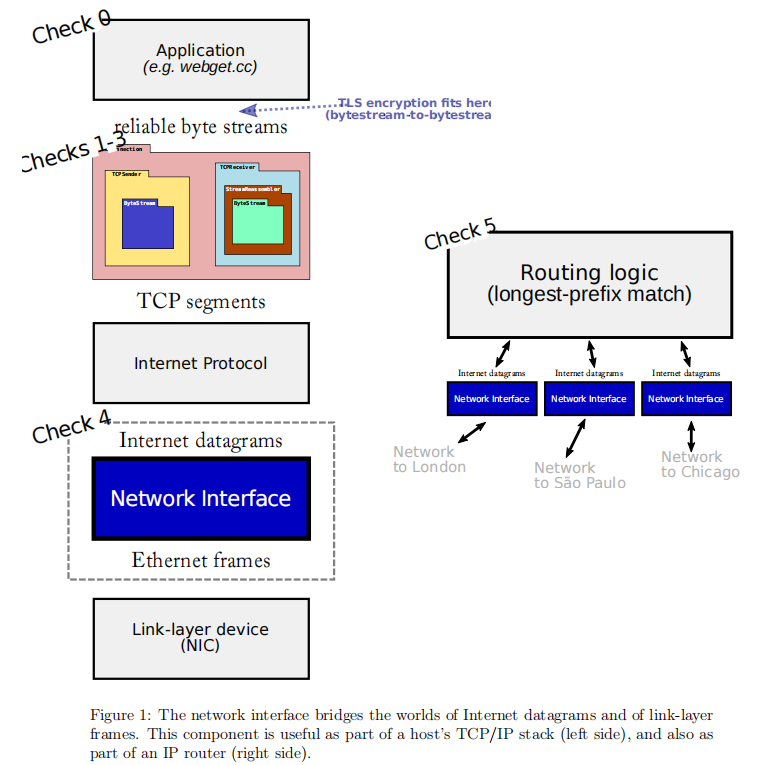 Check 0
Application
(e.g. webget.cc)
TLS encryption fits here
(bytestream-to-bytestrea
reliable byte streams
Checks 1-3
nnection
TCPSender
ByteStream
TCPReceiver
StreamReassembler
ByteStream
TCP segments
Internet Protocol
Check 4
Internet datagrams
Network Interface
Ethernet frames
Link-layer device
(NIC)
Check 5
Routing logic
(longest-prefix match)
Internet datagrams
Internet datagrams
Internet datagrams
Network Interface
Network Interface
Network Interface
Network
to London
Network
to São Paulo
Network
to Chicago
Figure 1: The network interface bridges the worlds of Internet datagrams and of link-layer
frames. This component is useful as part of a host's TCP/IP stack (left side), and also as
part of an IP router (right side).